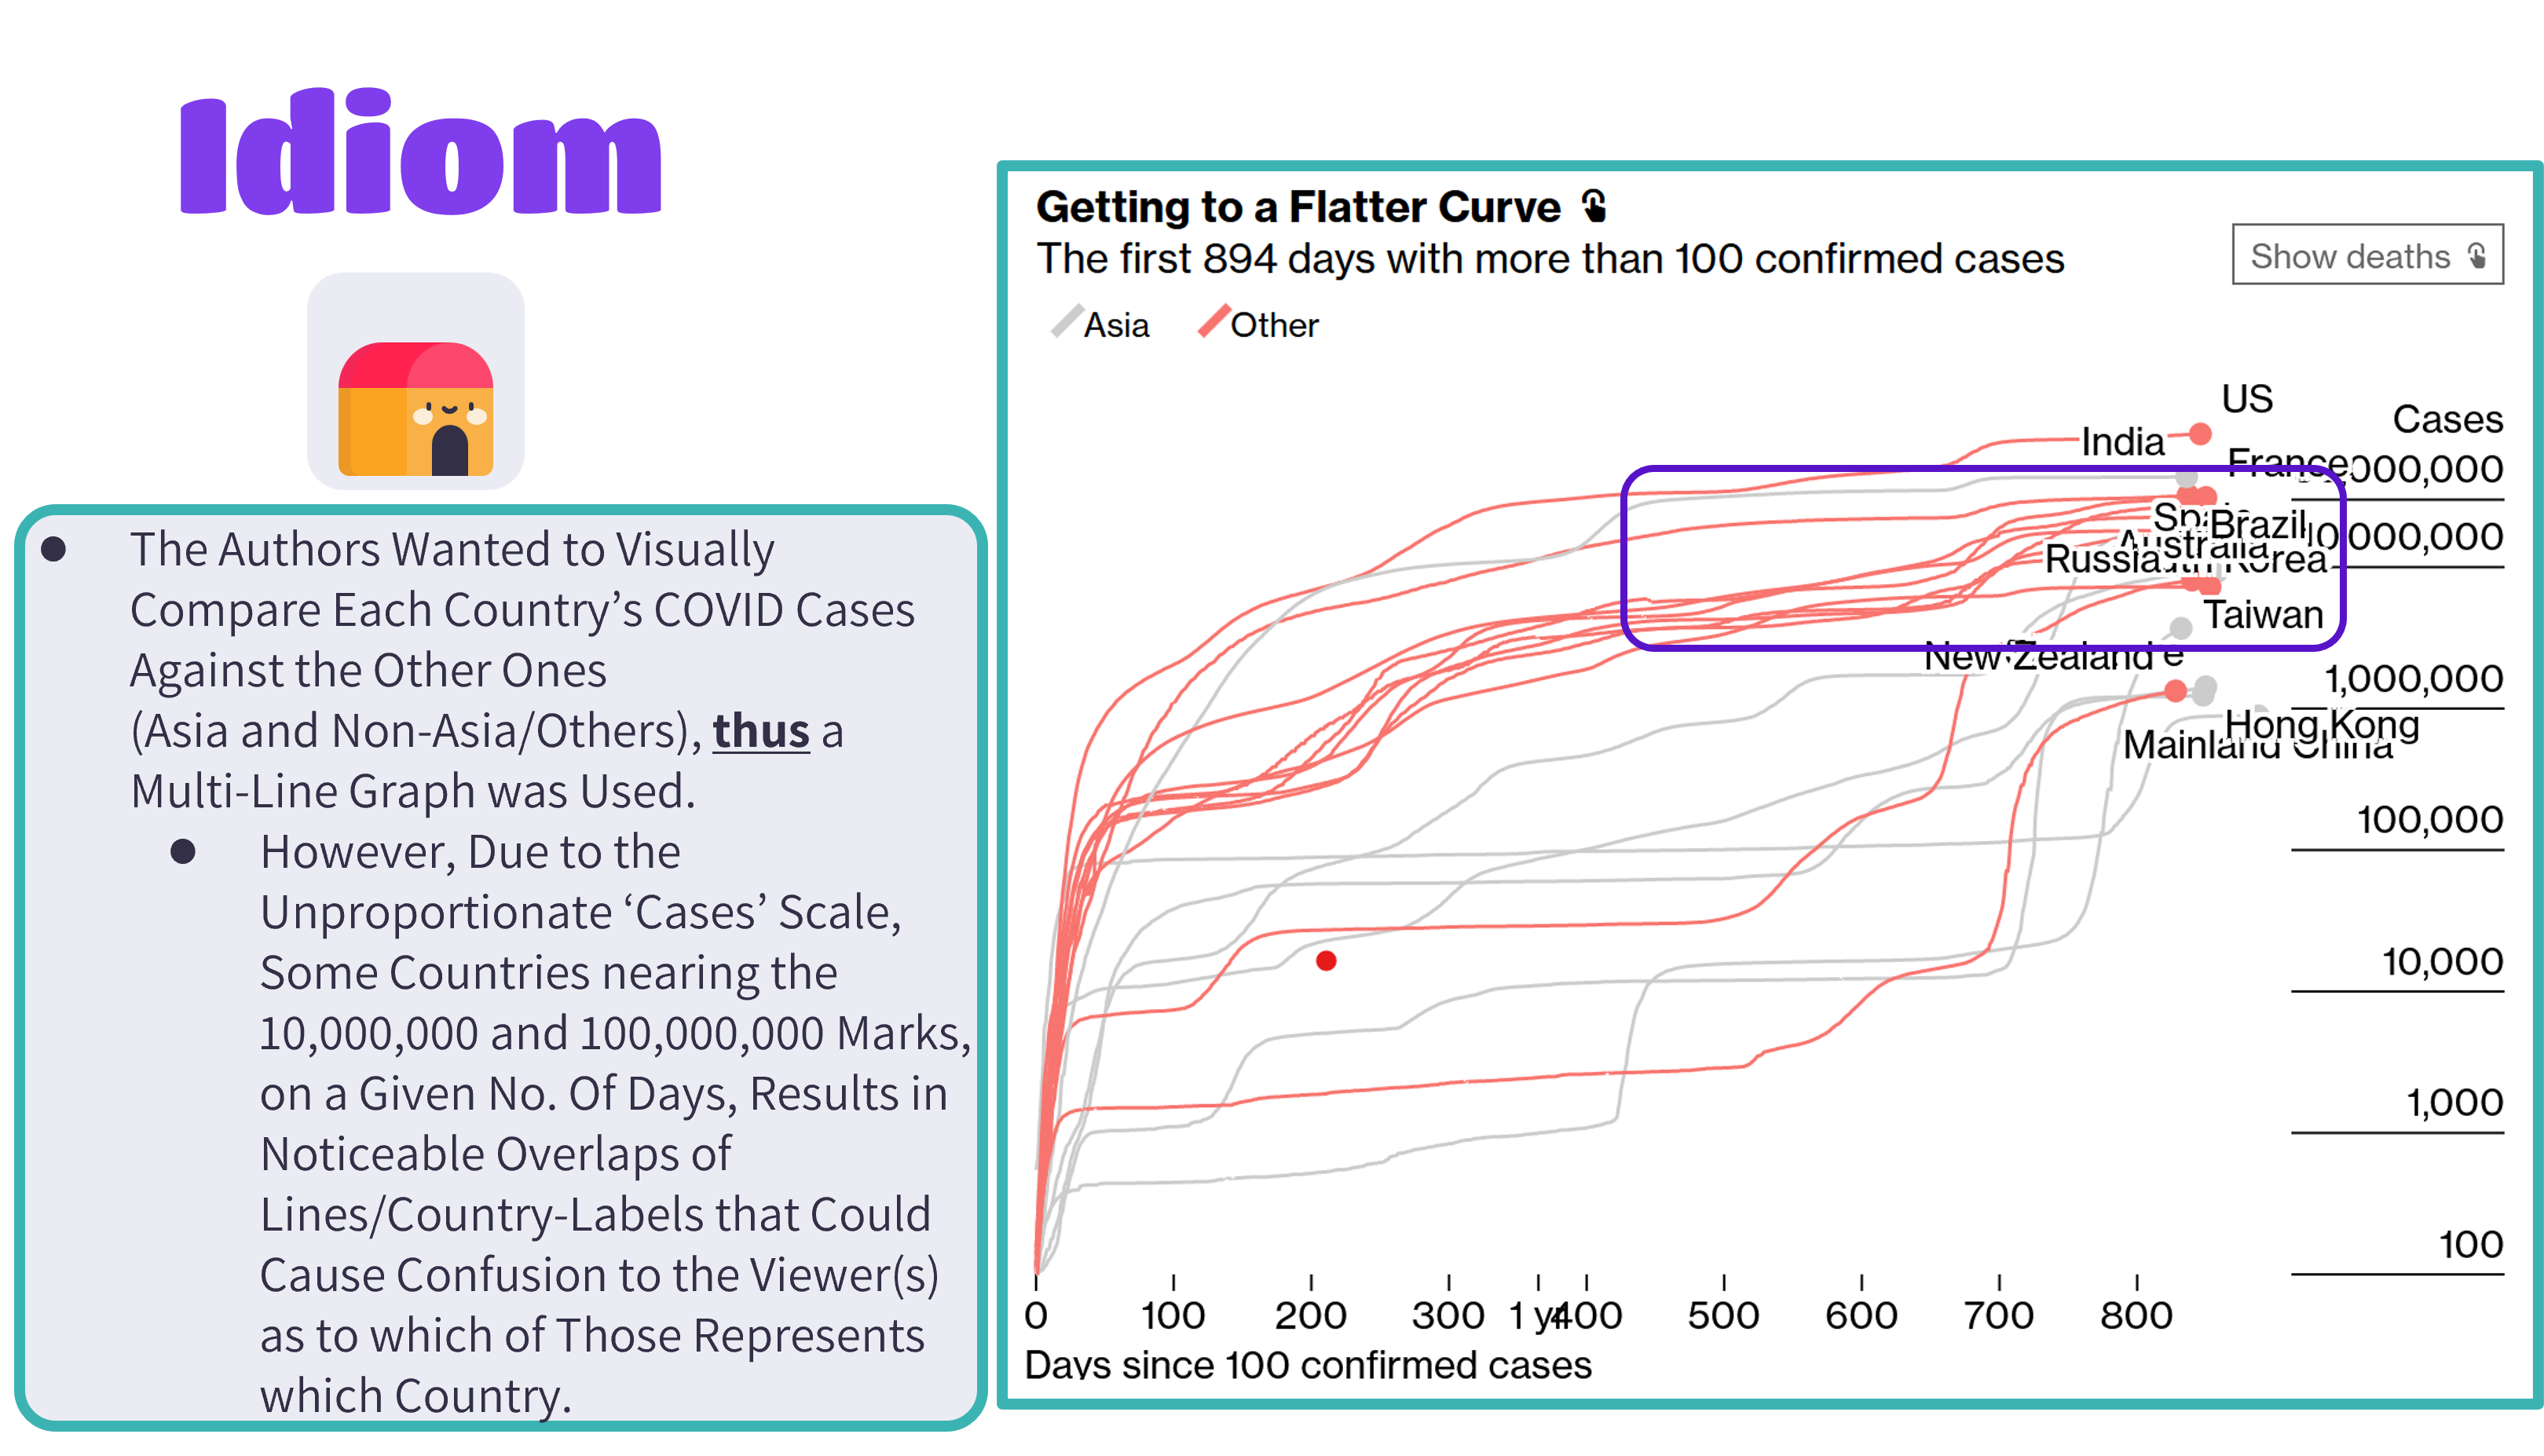 Idiom
The Authors Wanted to Visually
Compare Each Country’s COVID Cases
Against the Other Ones
(Asia and Non-Asia/Others), thus a
Multi-Line Graph was Used.
However, Due to the
Unproportionate ‘Cases’ Scale,
Some Countries nearing the
10,000,000 and 100,000,000 Marks,
on a Given No. Of Days, Results in
Noticeable Overlaps of
Lines/Country-Labels that Could
Cause Confusion to the Viewer(s)
as to which of Those Represents
which Country.
Getting to a Flatter Curve
The first 894 days with more than 100 confirmed cases
Show deaths
Asia
Other
US
Cases
India
France
000,000
Spain
Brazil
0,000,000
Australia
Russia
Korea
Taiwan
New Zealand
e
1,000,000
Hong Kong
Mainland China
100,000
10,000
1,000
100
0 100 200 300 1 yr 400 500 600 700 800
Days since 100 confirmed cases